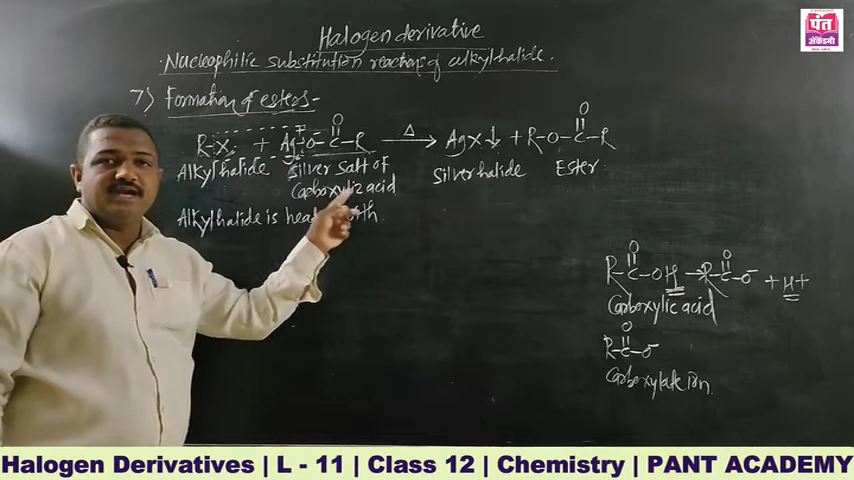 Halogen derivative
Nucleophilic substitution reactions of alkylhalide.
7) Formation of esters-
O O
R-X + Ag-O-C-R Δ AgX↓ + R-O-C-R
Alkylhalide Silver salt of Carboxylic acid Silverhalide Ester
Alkylhalide is heated with
O O
R-C-OH → R-C-O⁻ + H+
Carboxylic acid
O
R-C-O⁻
Carboxylate ion
पंत
अ‍ॅकॅडमी
Halogen Derivatives | L - 11 | Class 12 | Chemistry | PANT ACADEMY